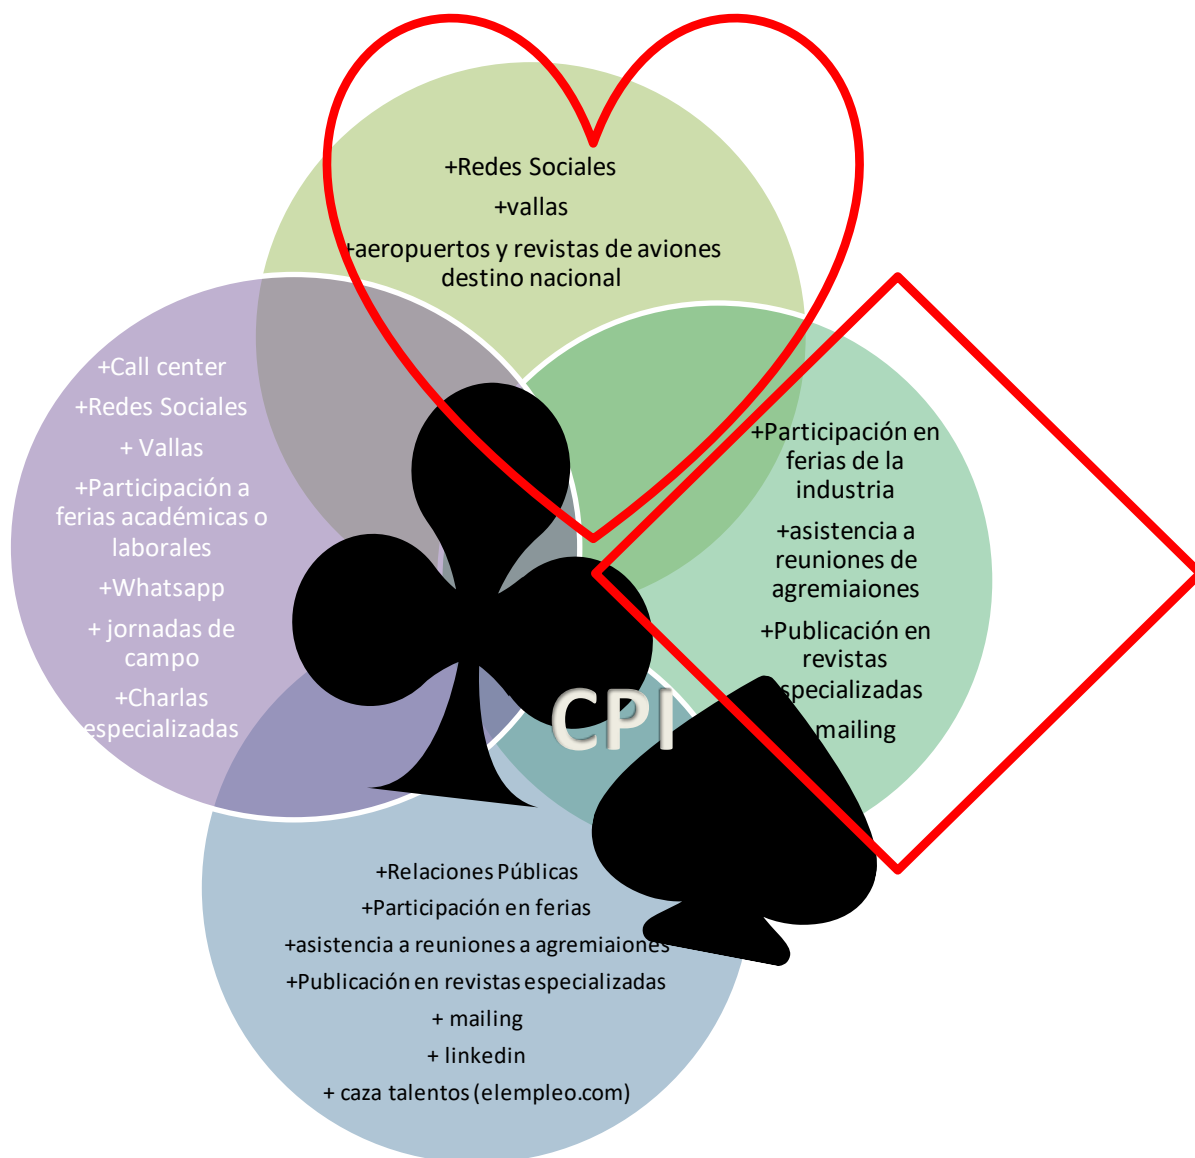 +Redes Sociales
+vallas
+aeropuertos y revistas de aviones
destino nacional
+Call center
+Redes Sociales
+ Vallas
+Participación a
ferias académicas o
laborales
+Whatsapp
+ jornadas de
campo
+Charlas
especializadas
+Participación en
ferias de la
industria
+asistencia a
reuniones de
agremiaiones
+Publicación en
revistas
specializadas
mailing
CPI
+Relaciones Públicas
+Participación en ferias
+asistencia a reuniones a agremiaiones
+Publicación en revistas especializadas
+ mailing
+ linkedin
+ caza talentos (elempleo.com)